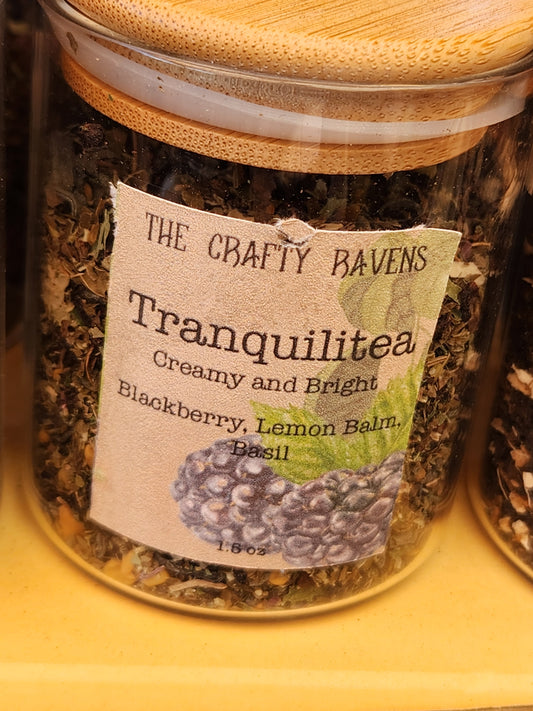 THE CRAFTY RAVENS
Tranquilitea
Creamy and Bright
Blackberry, Lemon Balm,
Basil
1.5 oz